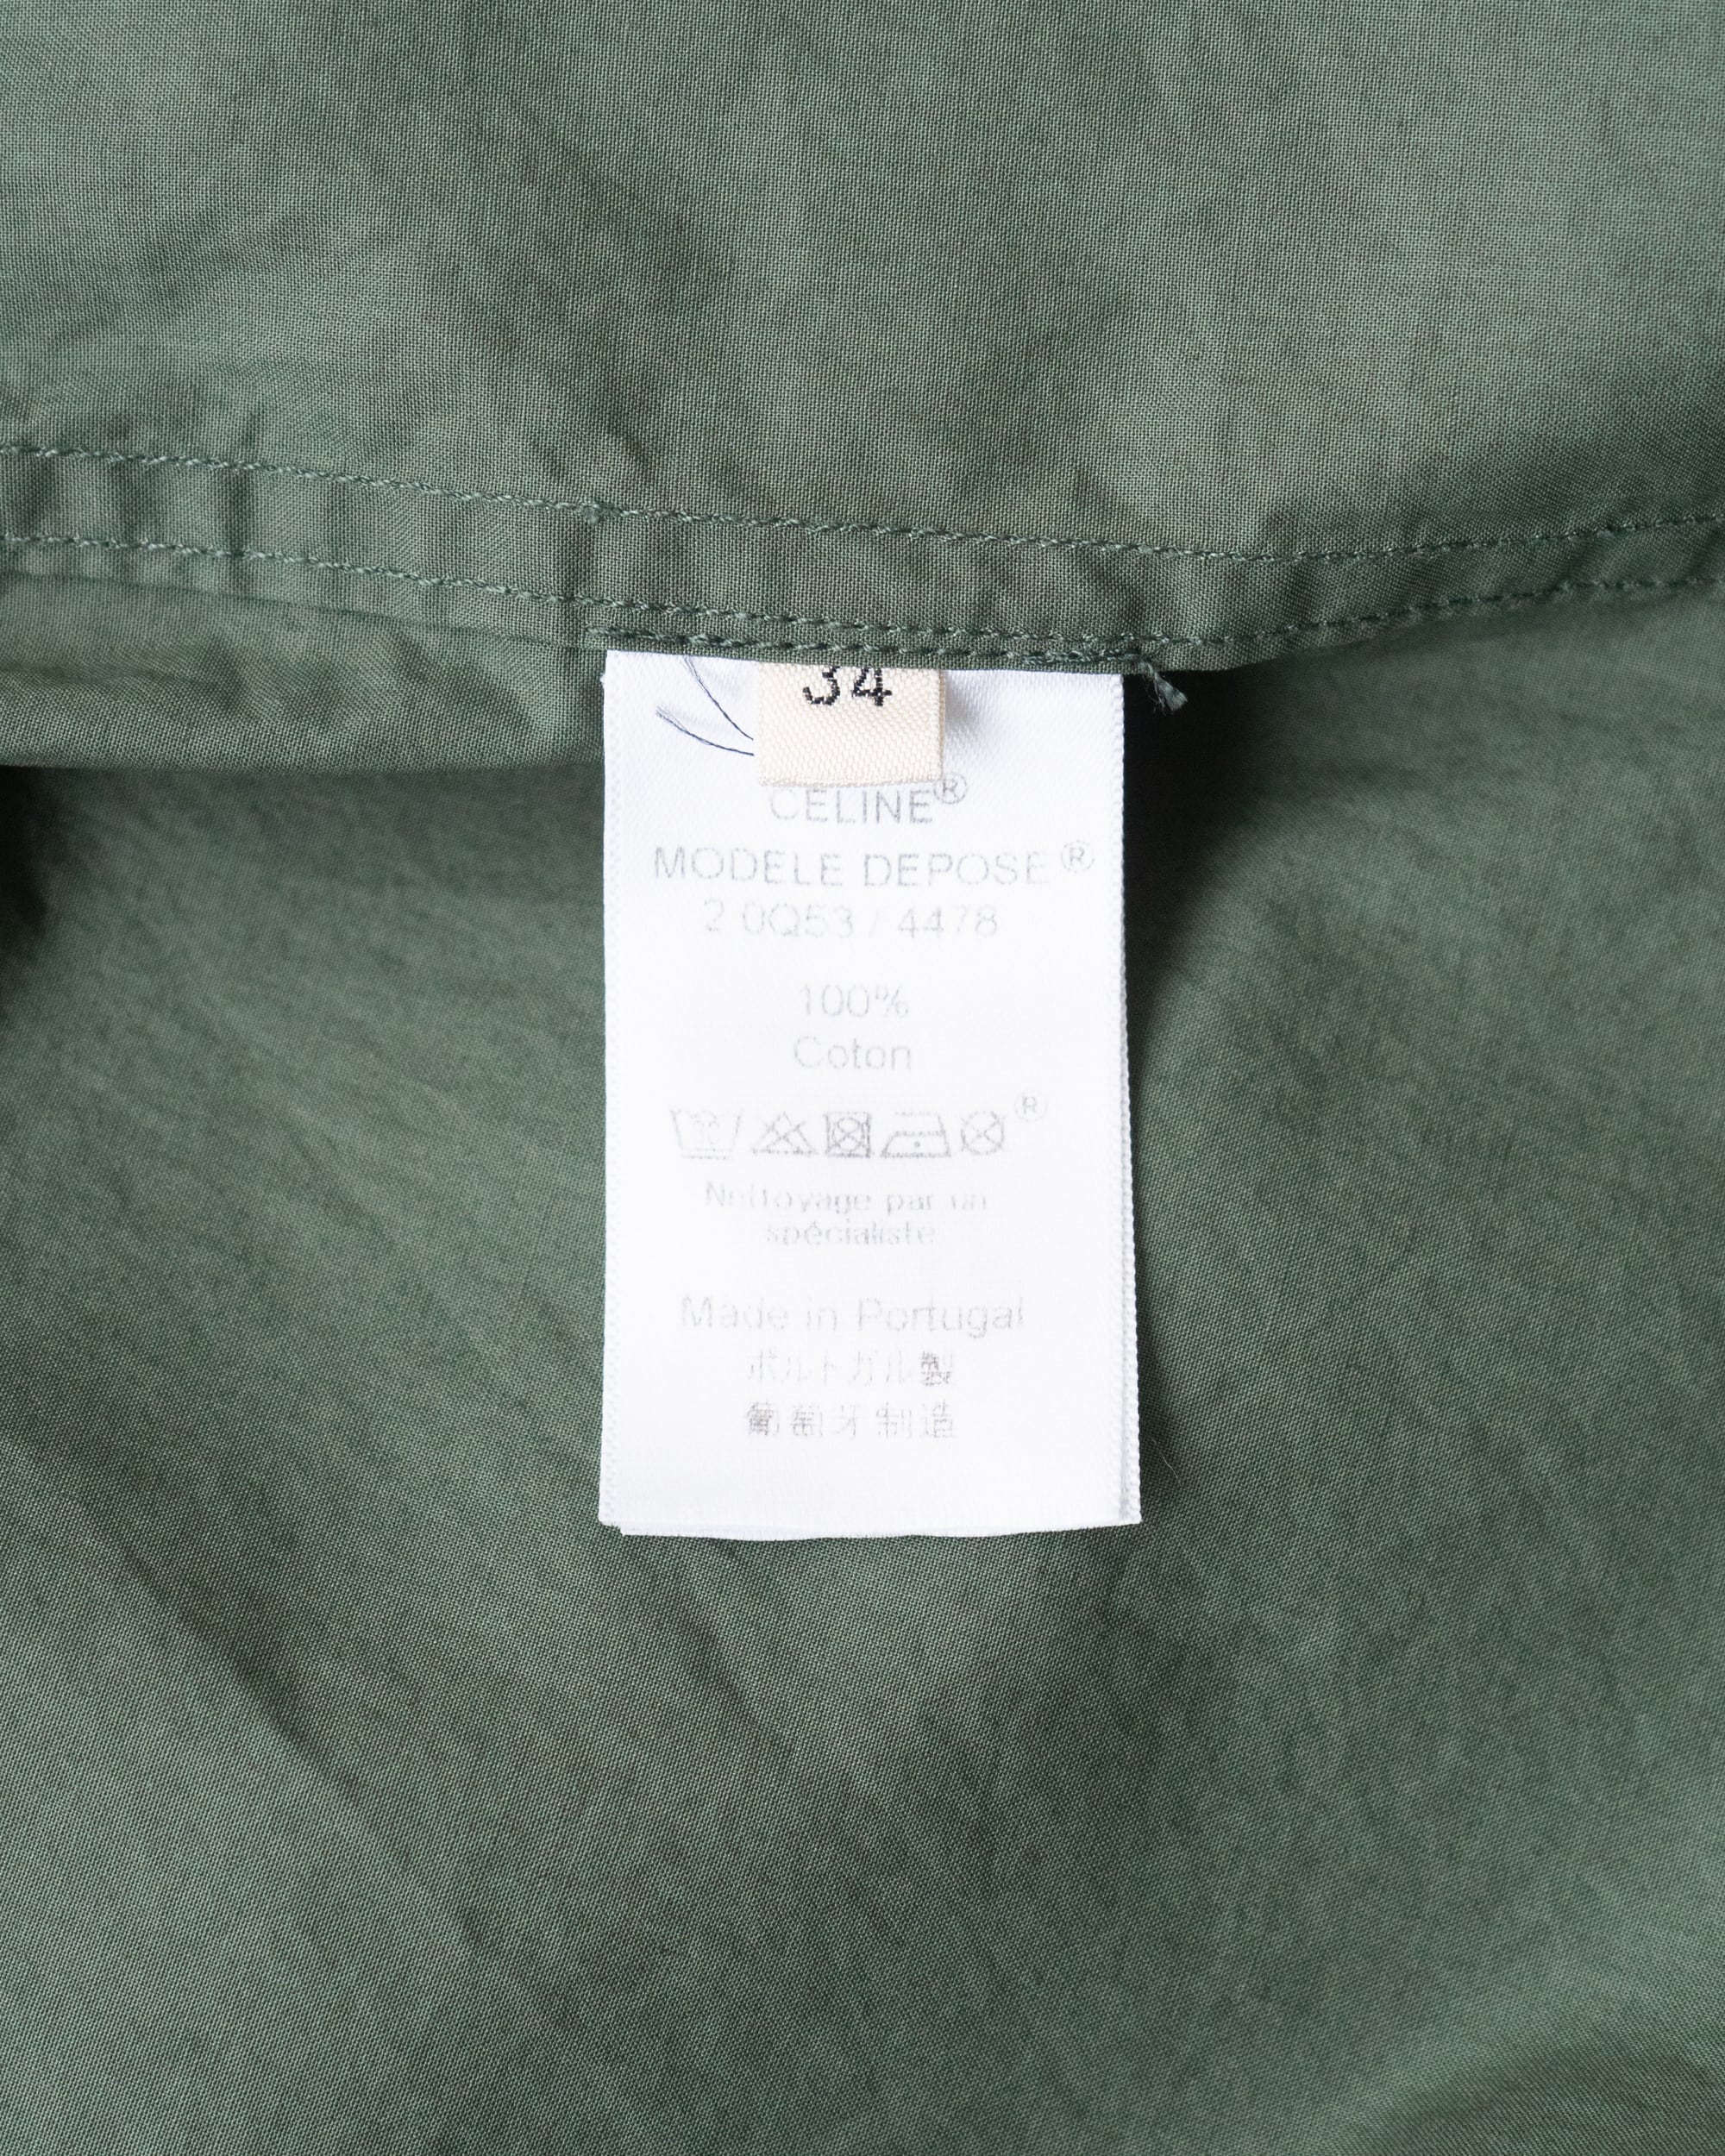 34
CELINE®
MODELE DEPOSE®
2 0Q53 / 4478
100%
Coton
®
Nettoyage par un
spécialiste
Made in Portugal
ポルトガル製
葡萄牙制造